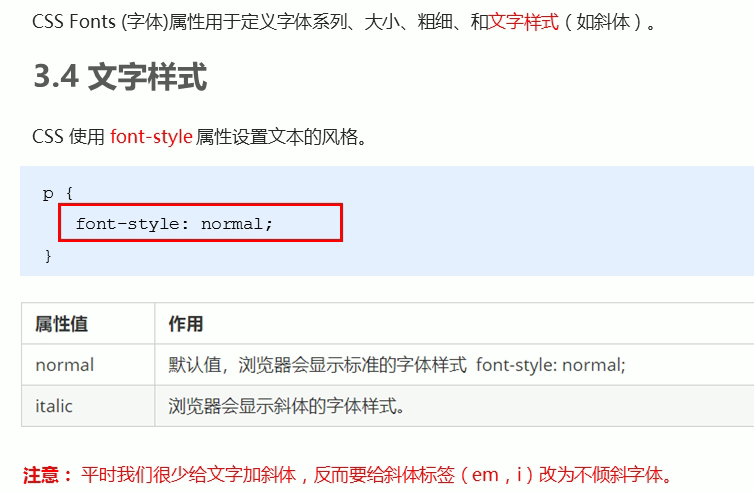 CSS Fonts (字体)属性用于定义字体系列、大小、粗细、和文字样式（如斜体）。
3.4 文字样式
CSS 使用 font-style 属性设置文本的风格。
p {
font-style: normal;
}
属性值 作用
normal 默认值，浏览器会显示标准的字体样式 font-style: normal;
italic 浏览器会显示斜体的字体样式。
注意： 平时我们很少给文字加斜体，反而要给斜体标签（em，i）改为不倾斜字体。